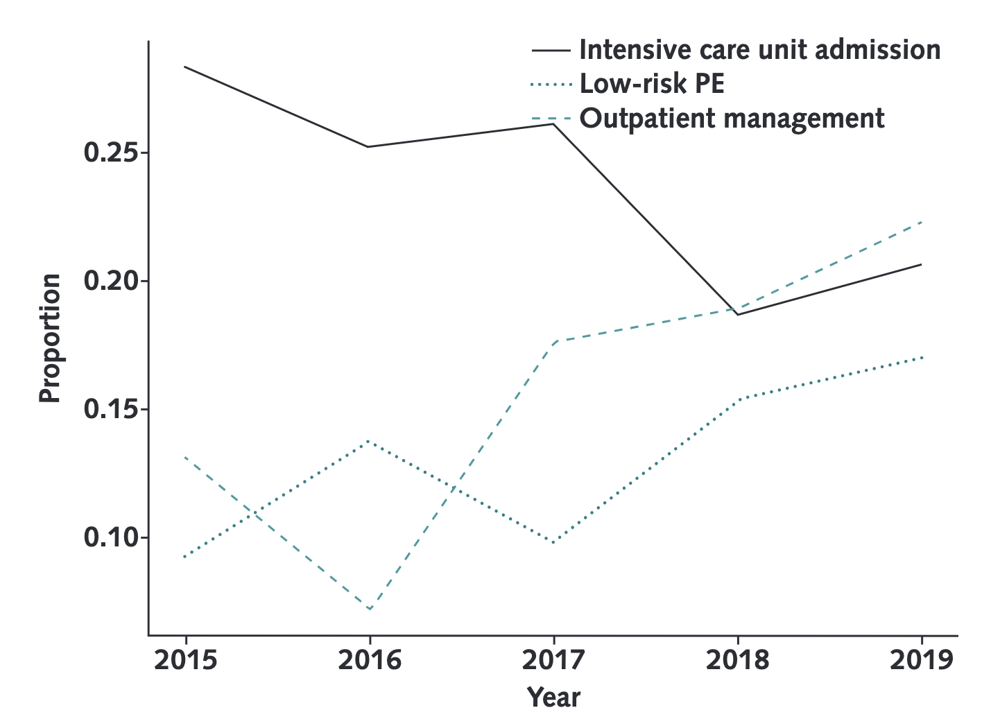 Intensive care unit admission
Low-risk PE
Outpatient management
0.25
0.20
0.15
0.10
Proportion
2015 2016 2017 2018 2019
Year